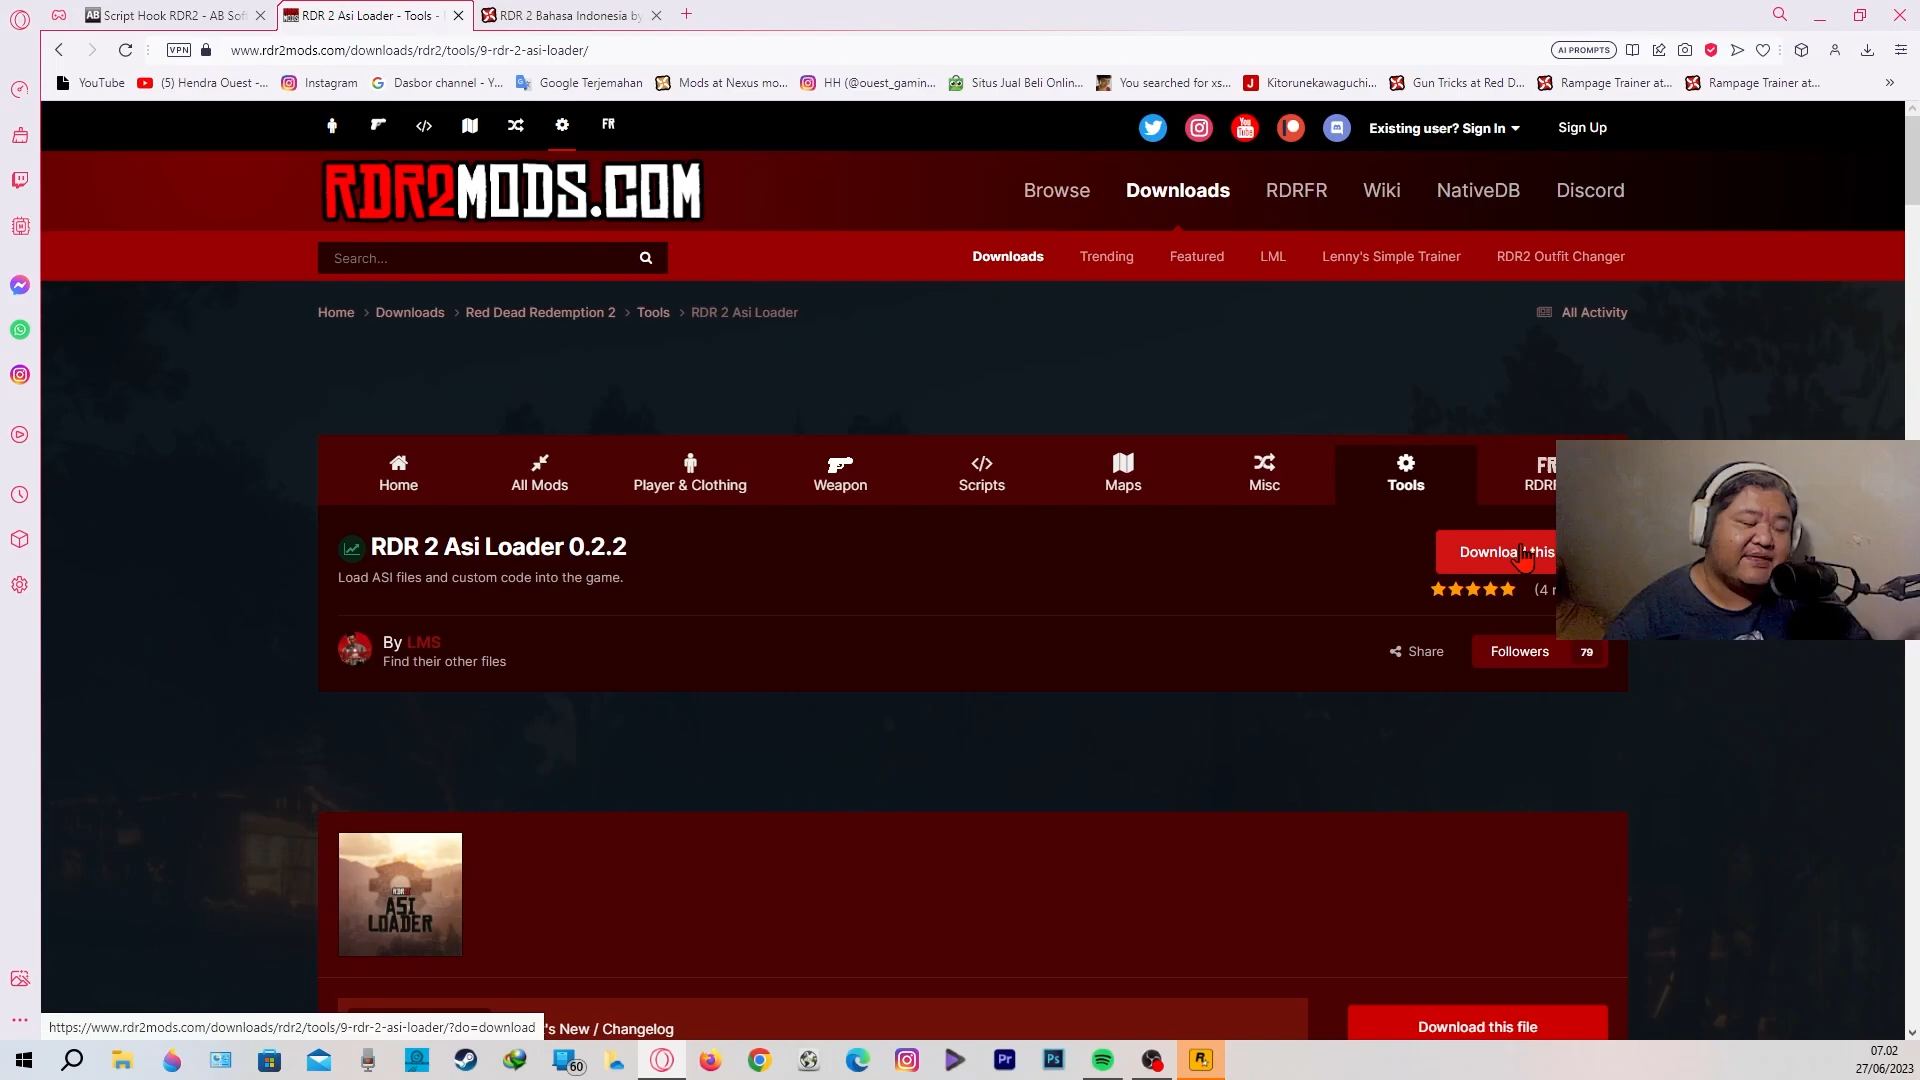 Script Hook RDR2 - AB Sof
RDR 2 Asi Loader - Tools -
RDR 2 Bahasa Indonesia by
VPN
www.rdr2mods.com/downloads/rdr2/tools/9-rdr-2-asi-loader/
AI PROMPTS
YouTube
(5) Hendra Ouest -...
Instagram
Dasbor channel - Y...
Google Terjemahan
Mods at Nexus mo...
HH (@ouest_gamin...
Situs Jual Beli Onlin...
You searched for xs...
Kitorunekawaguchi...
Gun Tricks at Red D...
Rampage Trainer at...
Rampage Trainer at...
FR
Existing user? Sign In
Sign Up
RDR2MODS.COM
Browse
Downloads
RDRFR
Wiki
NativeDB
Discord
Search...
Downloads
Trending
Featured
LML
Lenny's Simple Trainer
RDR2 Outfit Changer
Home > Downloads > Red Dead Redemption 2 > Tools > RDR 2 Asi Loader
All Activity
Home
All Mods
Player & Clothing
Weapon
Scripts
Maps
Misc
Tools
RDR 2 Asi Loader 0.2.2
Load ASI files and custom code into the game.
Download this
(4
By LMS
Find their other files
Share
Followers 79
RDR2
ASI
LOADER
's New / Changelog
Download this file
https://www.rdr2mods.com/downloads/rdr2/tools/9-rdr-2-asi-loader/?do=download
60
Pr
Ps
07.02
27/06/2023